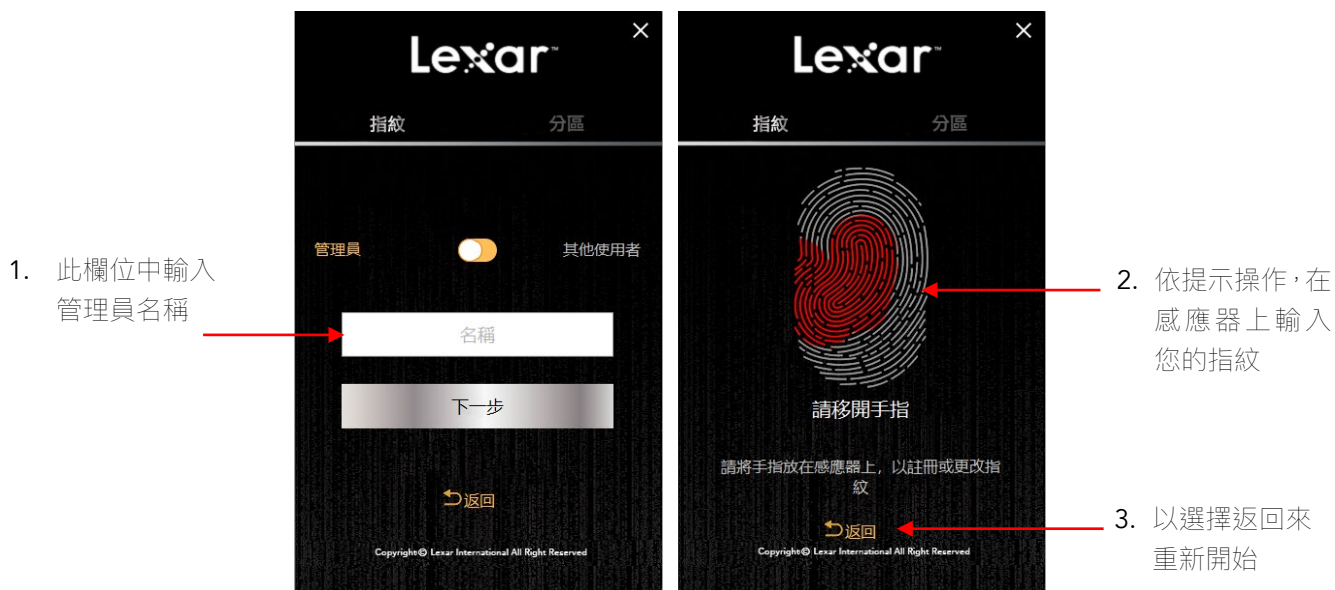 Lexar™
指紋 分區
管理員 其他使用者
名稱
下一步
返回
Copyright© Lexar International All Right Reserved
1. 此欄位中輸入
管理員名稱
Lexar™
指紋 分區
請移開手指
請將手指放在感應器上，以註冊或更改指
紋
返回
Copyright© Lexar International All Right Reserved
2. 依提示操作，在
感應器上輸入
您的指紋
3. 以選擇返回來
重新開始